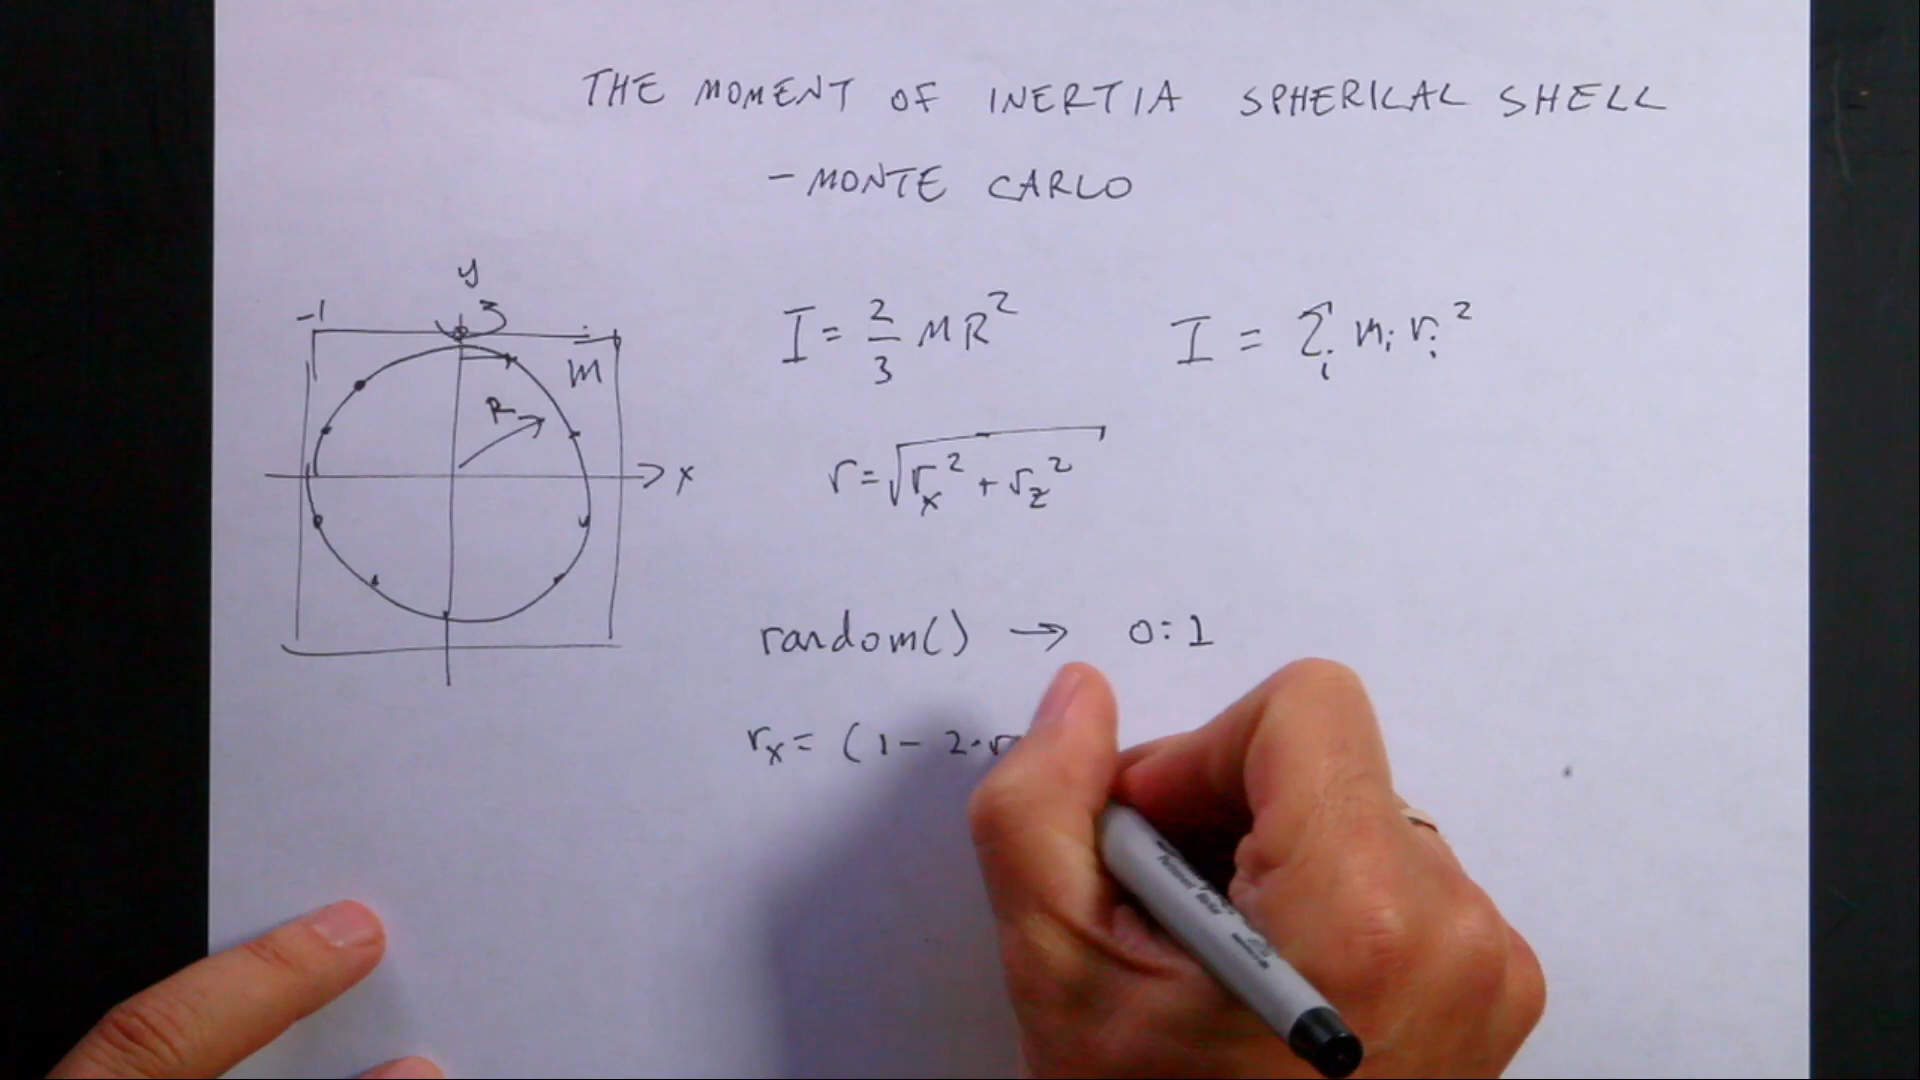 THE MOMENT OF INERTIA SPHERICAL SHELL
- MONTE CARLO
y
-1
m
R
x
I = 2/3 MR² I = Σᵢ mᵢ rᵢ²
r = √(rₓ² + r_z²)
random() → 0:1
rₓ = (1 - 2·r